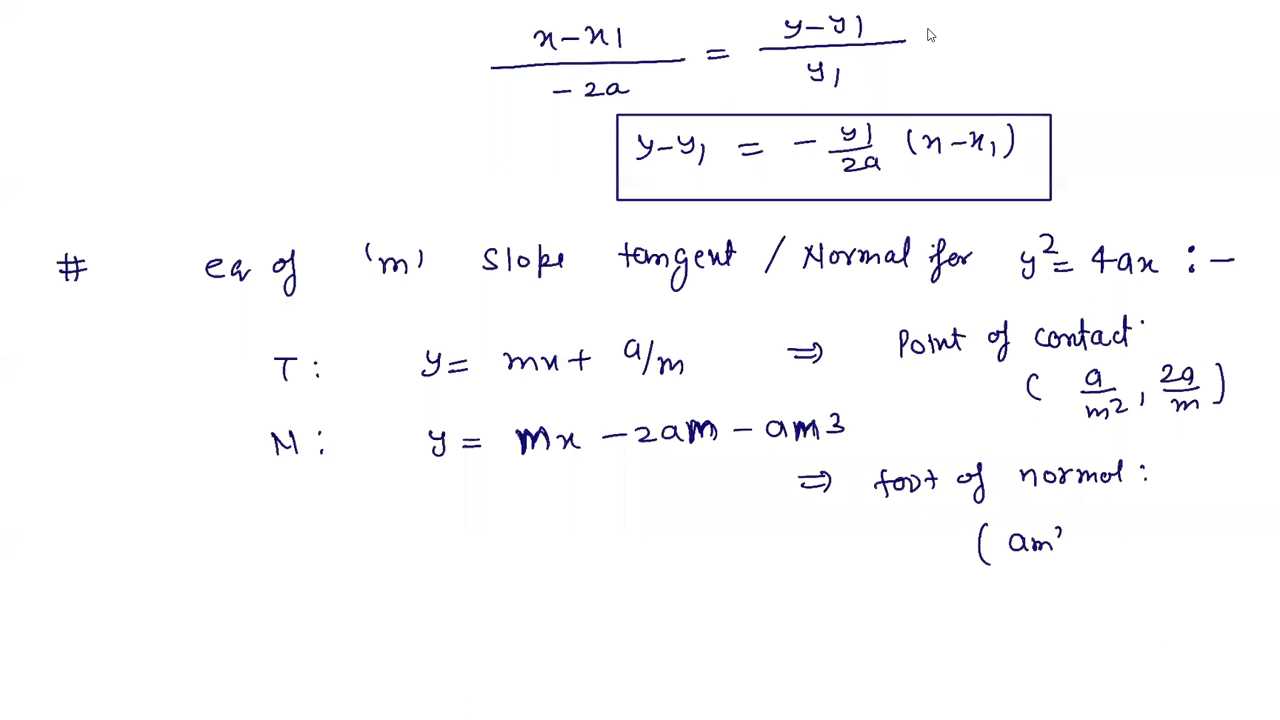 x-x1 / -2a = y-y1 / y1
y-y1 = - y1/2a (x-x1)
# eq of 'm' slope tangent / Normal for y² = 4ax :-
T : y = mx + a/m ⇒ Point of contact:
( a/m² , 2a/m )
N : y = mx - 2am - am3
⇒ foot of normal :
( am²